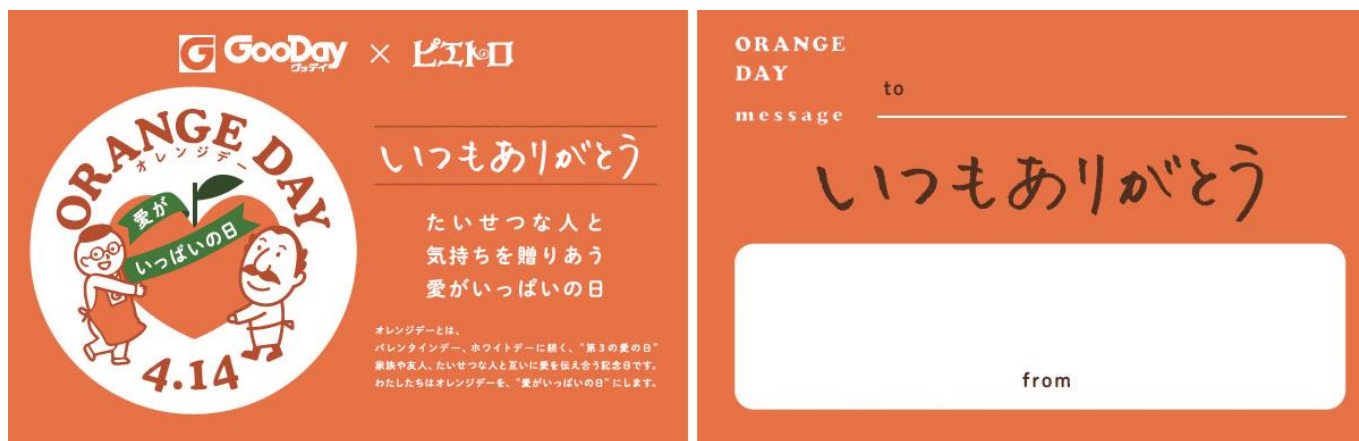 G GooDay グッデイ × ピエトロ
ORANGE DAY
オレンジデー
愛が
いっぱいの日
4.14
いつもありがとう
たいせつな人と
気持ちを贈りあう
愛がいっぱいの日
オレンジデーとは、
バレンタインデー、ホワイトデーに続く、“第3の愛の日”
家族や友人、たいせつな人と互いに愛を伝え合う記念日です。
わたしたちはオレンジデーを、“愛がいっぱいの日”にします。
ORANGE
DAY
message
to
いつもありがとう
from